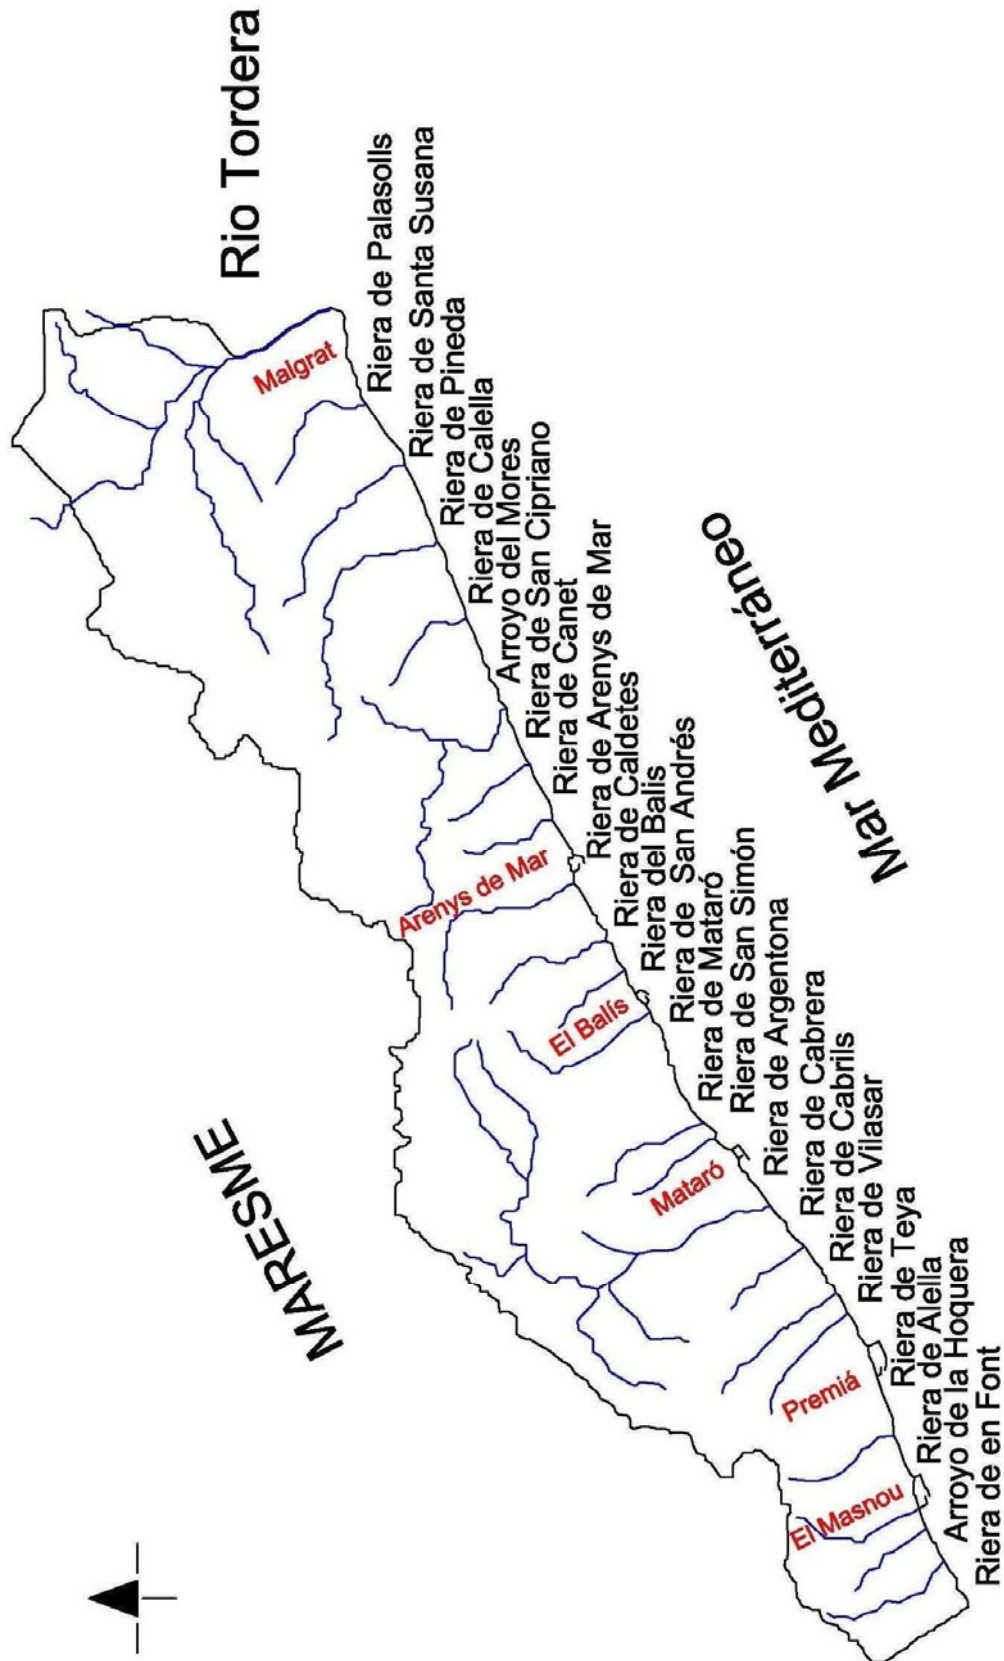 Rio Tordera
MARESME
Mar Mediterráneo
Malgrat
Arenys de Mar
El Balís
Mataró
Premiá
El Masnou
Riera de Palasolls
Riera de Santa Susana
Riera de Pineda
Riera de Calella
Arroyo del Mores
Riera de San Cipriano
Riera de Canet
Riera de Arenys de Mar
Riera de Caldetes
Riera del Balis
Riera de San Andrés
Riera de Mataró
Riera de San Simón
Riera de Argentona
Riera de Cabrera
Riera de Cabrils
Riera de Vilasar
Riera de Teya
Riera de Alella
Arroyo de la Hoquera
Riera de en Font